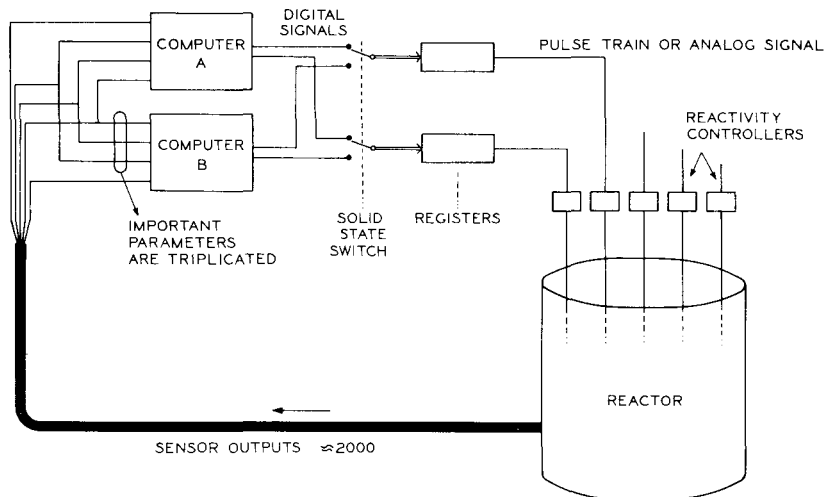 DIGITAL
SIGNALS
COMPUTER
A
PULSE TRAIN OR ANALOG SIGNAL
COMPUTER
B
REACTIVITY
CONTROLLERS
IMPORTANT
PARAMETERS
ARE TRIPLICATED
SOLID
STATE
SWITCH
REGISTERS
REACTOR
SENSOR OUTPUTS ≈2000